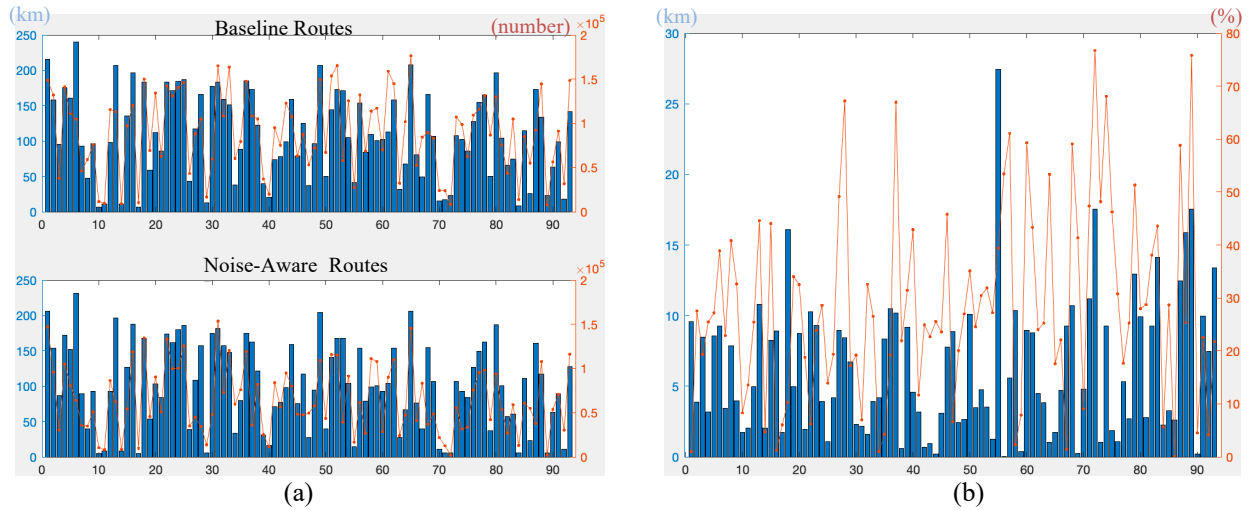 (km) Baseline Routes (number) ×10⁵
250 2
200 1.5
150
100 1
50 0.5
0 0
0 10 20 30 40 50 60 70 80 90
Noise-Aware Routes ×10⁵
250 2
200 1.5
150
100 1
50 0.5
0 0
0 10 20 30 40 50 60 70 80 90
(a)
(km) (%)
30 80
25 70
20 60
15 50
10 40
5 30
0 20
10
0
0 10 20 30 40 50 60 70 80 90
(b)